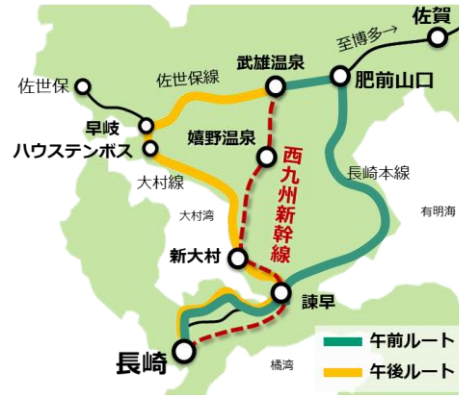 佐賀
至博多→
武雄温泉
佐世保線
肥前山口
佐世保
早岐
嬉野温泉
ハウステンボス
西九州新幹線
長崎本線
大村線
大村湾
有明海
新大村
諫早
午前ルート
長崎
橘湾
午後ルート